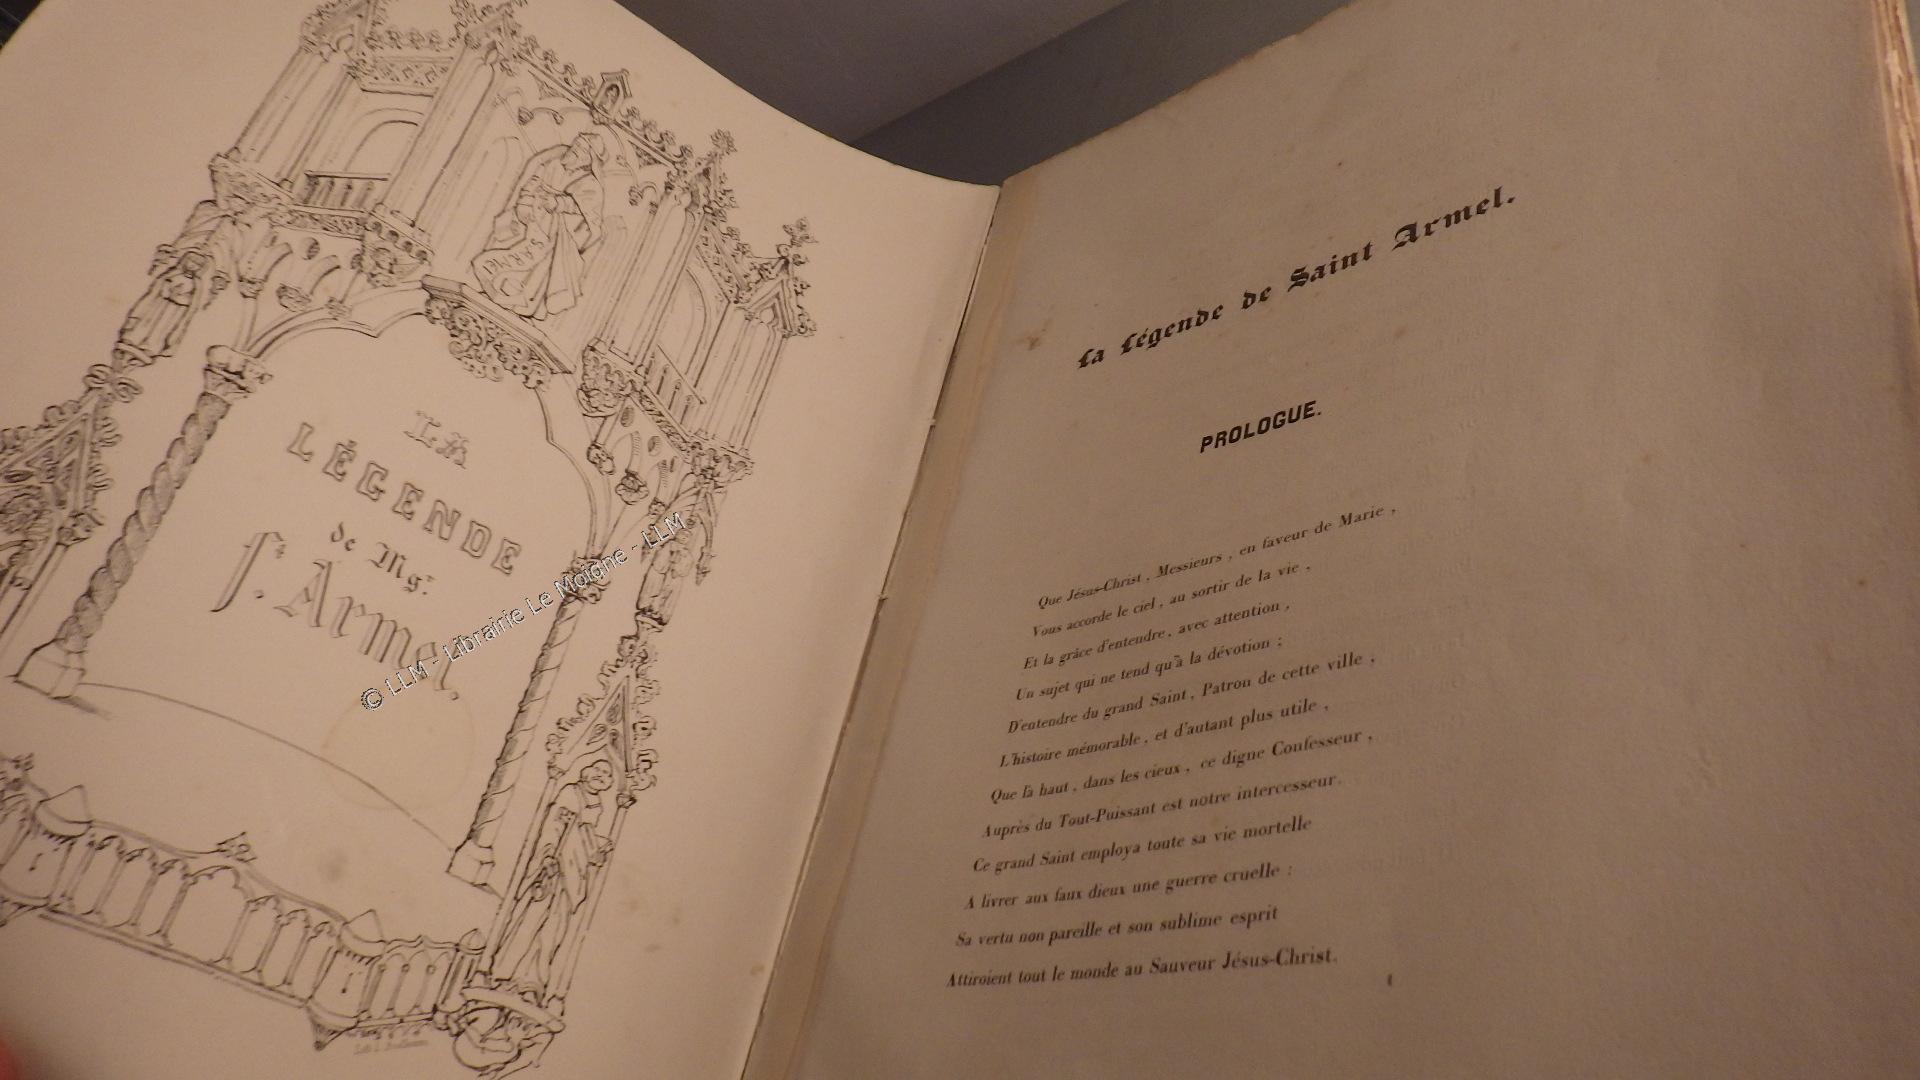 S. ARMEL
LA
LÉGENDE
de Mgr.
St. Armel.
© LLM - Librairie Le Moigne - LLM
La Légende de Saint Armel.
PROLOGUE.
Que Jésus-Christ, Messieurs, en faveur de Marie,
Vous accorde le ciel, au sortir de la vie,
Et la grâce d'entendre, avec attention,
Un sujet qui ne tend qu'à la dévotion;
D'entendre du grand Saint, Patron de cette ville,
L'histoire mémorable, et d'autant plus utile,
Que là haut, dans les cieux, ce digne Confesseur,
Auprès du Tout-Puissant est notre intercesseur.
Ce grand Saint employa toute sa vie mortelle
A livrer aux faux dieux une guerre cruelle:
Sa vertu non pareille et son sublime esprit
Attiroient tout le monde au Sauveur Jésus-Christ.